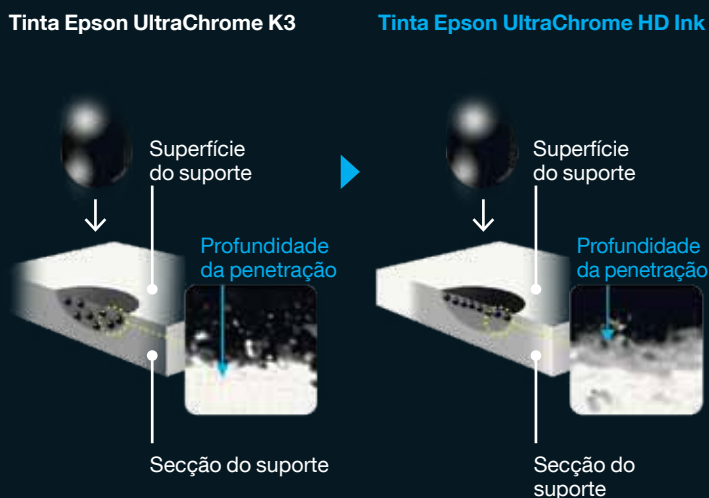 Tinta Epson UltraChrome K3
Tinta Epson UltraChrome HD Ink
Superfície
do suporte
Profundidade
da penetração
Secção do suporte
Superfície
do suporte
Profundidade
da penetração
Secção do
suporte